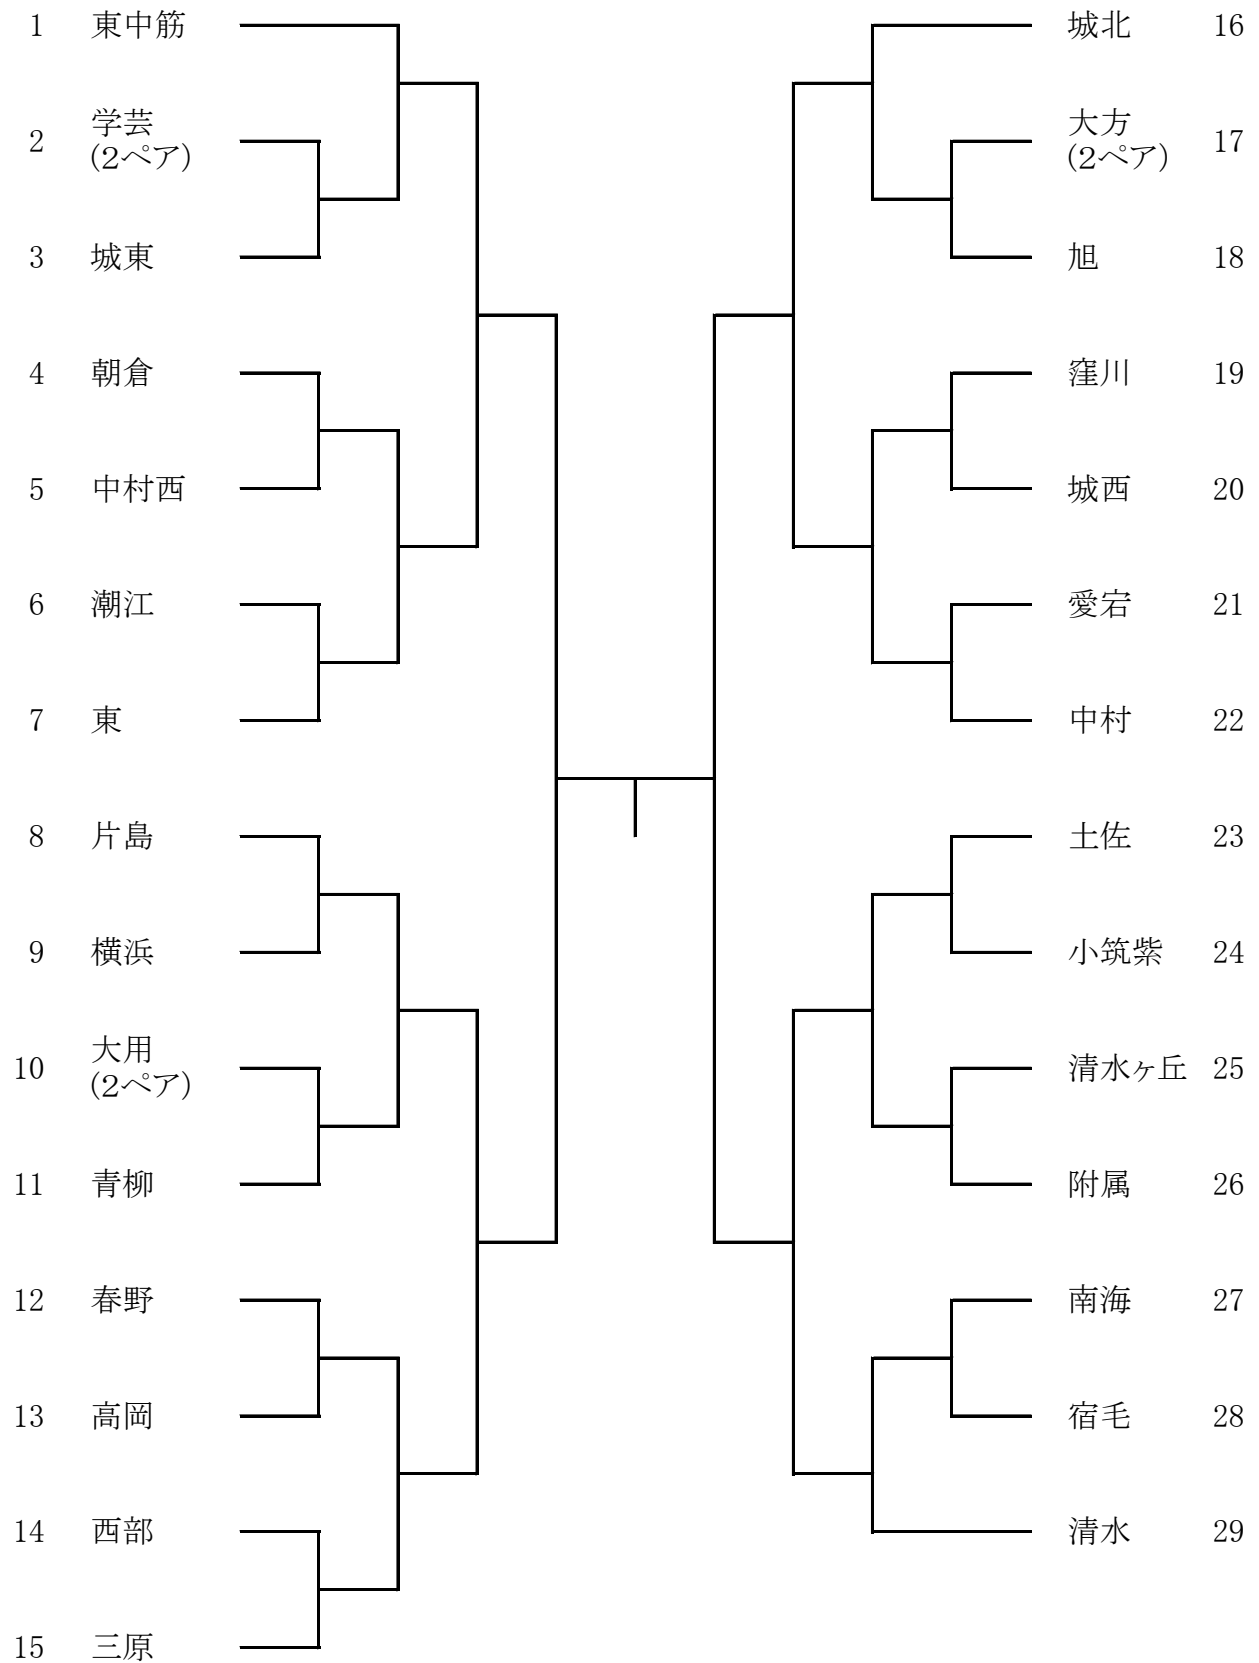 1 東中筋
2 学芸
(2ペア)
3 城東
4 朝倉
5 中村西
6 潮江
7 東
8 片島
9 横浜
10 大用
(2ペア)
11 青柳
12 春野
13 高岡
14 西部
15 三原
城北 16
大方
(2ペア) 17
旭 18
窪川 19
城西 20
愛宕 21
中村 22
土佐 23
小筑紫 24
清水ヶ丘 25
附属 26
南海 27
宿毛 28
清水 29